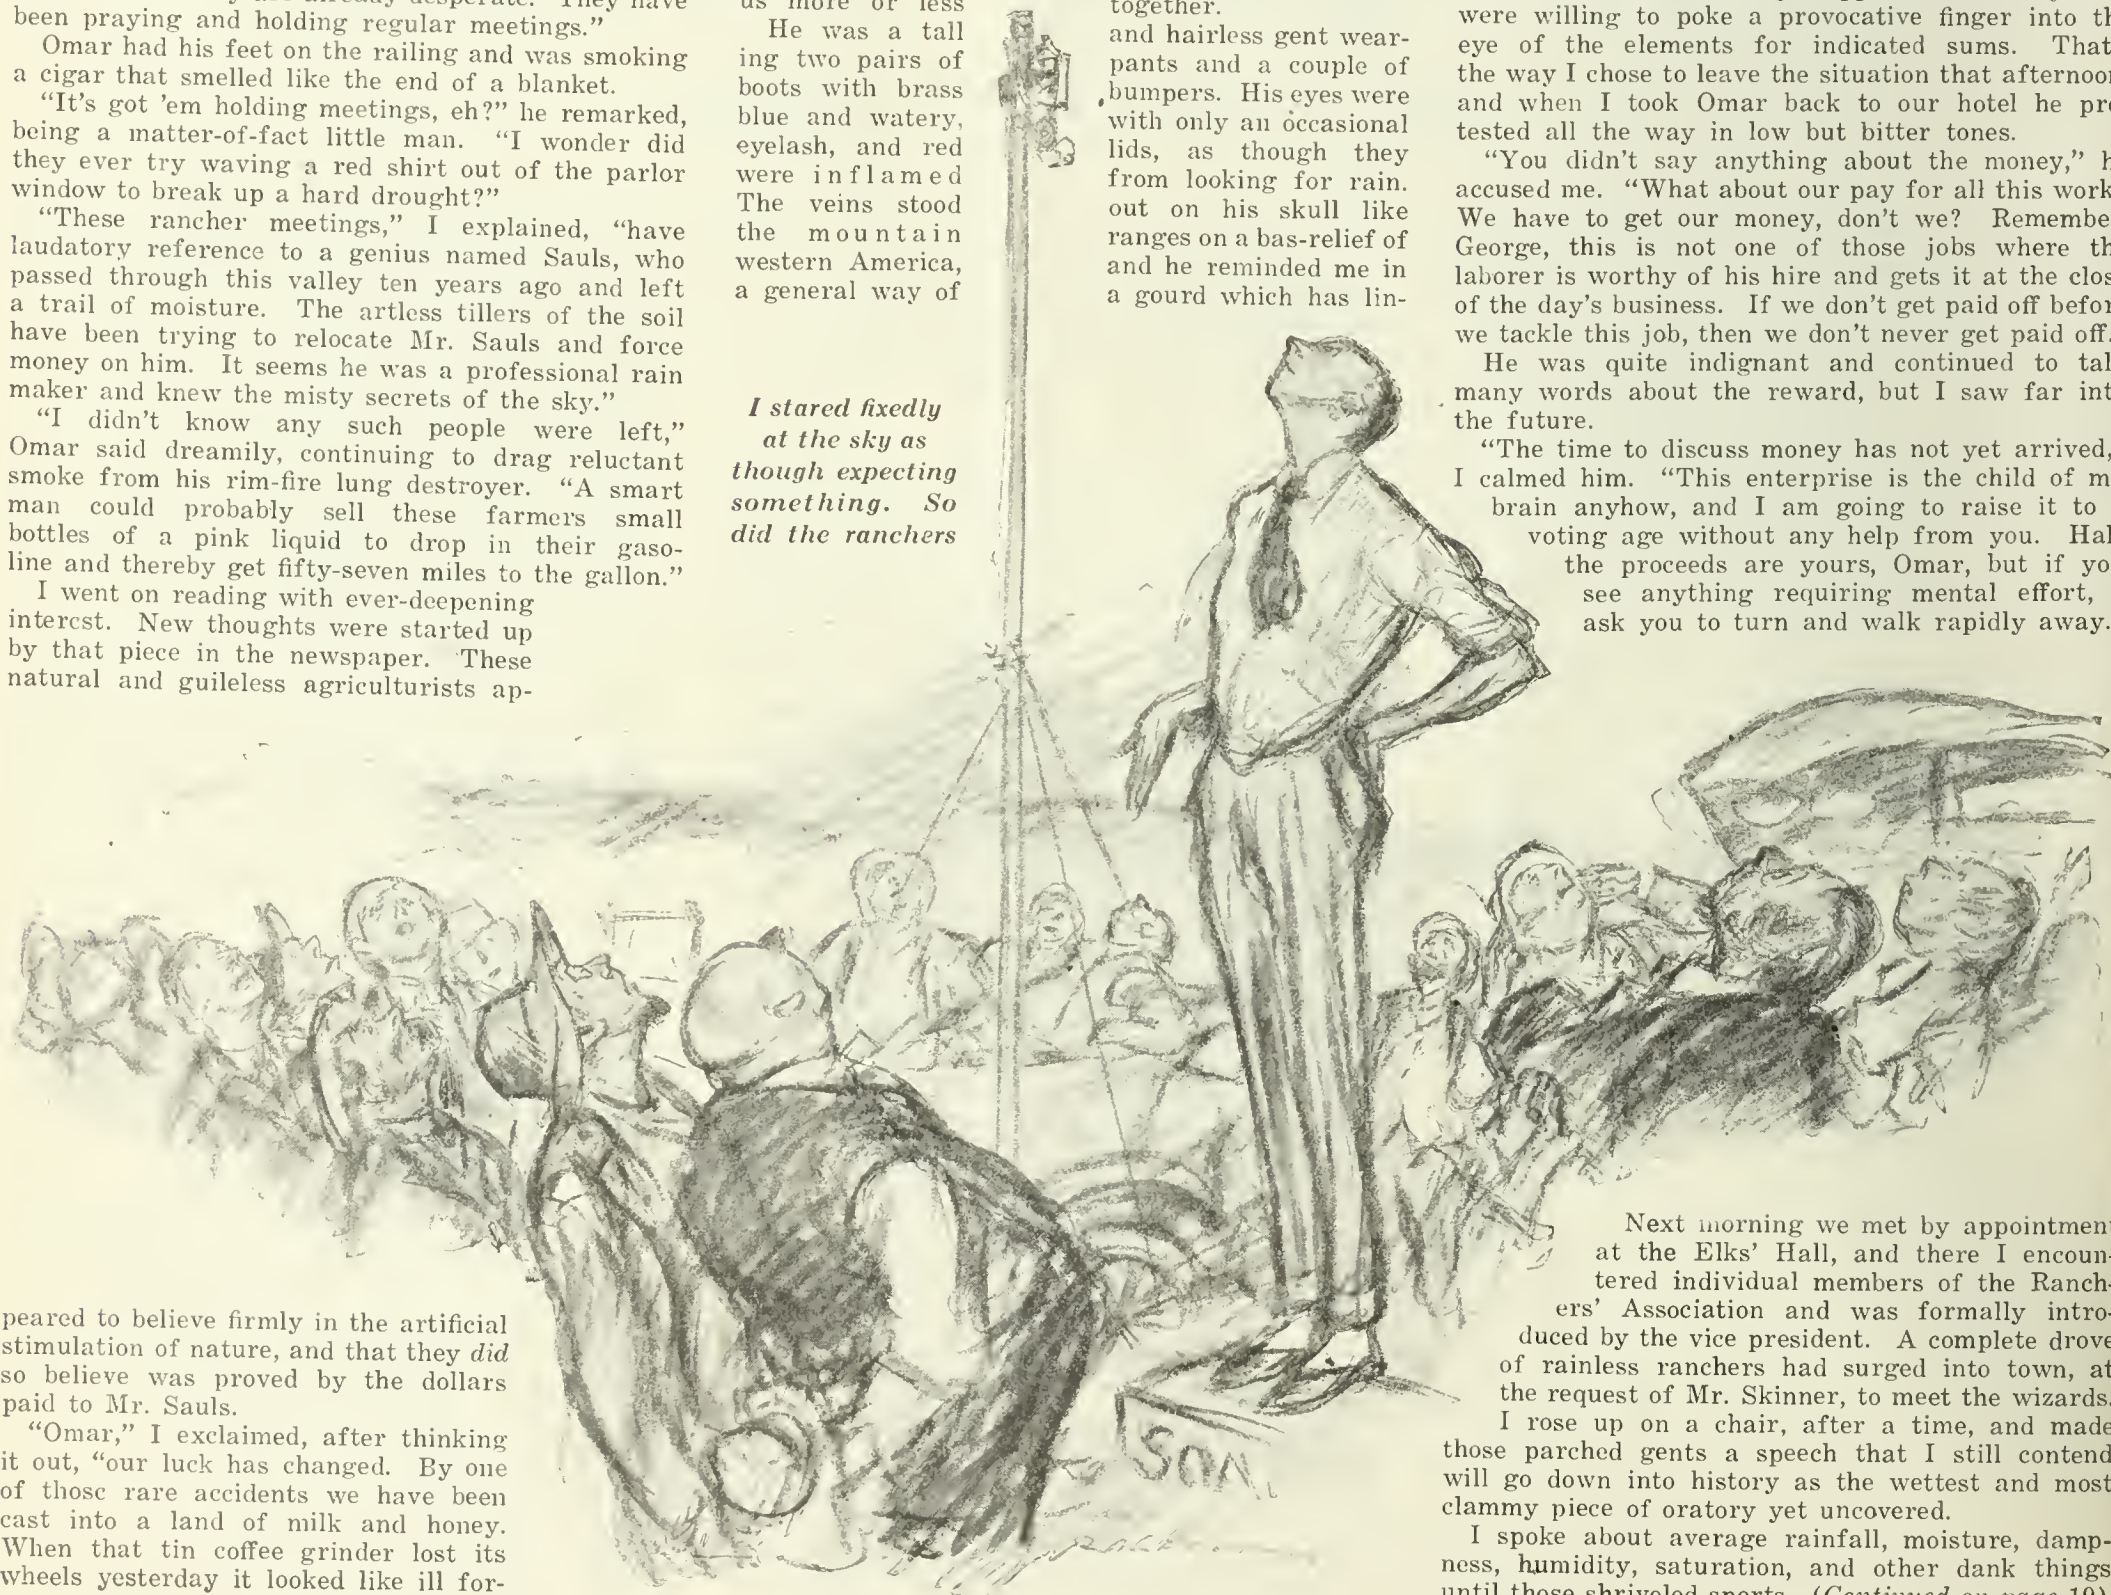 already desperate. They have
been praying and holding regular meetings.”
Omar had his feet on the railing and was smoking
a cigar that smelled like the end of a blanket.
“It's got 'em holding meetings, eh?” he remarked,
being a matter-of-fact little man. “I wonder did
they ever try waving a red shirt out of the parlor
window to break up a hard drought?”
“These rancher meetings,” I explained, “have
laudatory reference to a genius named Sauls, who
passed through this valley ten years ago and left
a trail of moisture. The artless tillers of the soil
have been trying to relocate Mr. Sauls and force
money on him. It seems he was a professional rain
maker and knew the misty secrets of the sky.”
“I didn't know any such people were left,”
Omar said dreamily, continuing to drag reluctant
smoke from his rim-fire lung destroyer. “A smart
man could probably sell these farmers small
bottles of a pink liquid to drop in their gaso-
line and thereby get fifty-seven miles to the gallon.”
I went on reading with ever-deepening
interest. New thoughts were started up
by that piece in the newspaper. These
natural and guileless agriculturists ap-
peared to believe firmly in the artificial
stimulation of nature, and that they did
so believe was proved by the dollars
paid to Mr. Sauls.
“Omar,” I exclaimed, after thinking
it out, “our luck has changed. By one
of those rare accidents we have been
cast into a land of milk and honey.
When that tin coffee grinder lost its
wheels yesterday it looked like ill for-
us more or less together.
He was a tall and hairless gent wear-
ing two pairs of pants and a couple of
boots with brass bumpers. His eyes were
blue and watery, with only an occasional
eyelash, and red lids, as though they
were inflamed from looking for rain.
The veins stood out on his skull like
the mountain ranges on a bas-relief of
western America, and he reminded me in
a general way of a gourd which has lin-
I stared fixedly
at the sky as
though expecting
something. So
did the ranchers
SON
were willing to poke a provocative finger into th
eye of the elements for indicated sums. That
the way I chose to leave the situation that afternoon
and when I took Omar back to our hotel he pro
tested all the way in low but bitter tones.
“You didn't say anything about the money,” h
accused me. “What about our pay for all this work
We have to get our money, don't we? Remembe
George, this is not one of those jobs where th
laborer is worthy of his hire and gets it at the clos
of the day's business. If we don't get paid off befor
we tackle this job, then we don't never get paid off.
He was quite indignant and continued to tal
many words about the reward, but I saw far int
the future.
“The time to discuss money has not yet arrived,
I calmed him. “This enterprise is the child of m
brain anyhow, and I am going to raise it to
voting age without any help from you. Hal
the proceeds are yours, Omar, but if yo
see anything requiring mental effort,
ask you to turn and walk rapidly away.
Next morning we met by appointment
at the Elks' Hall, and there I encoun-
tered individual members of the Ranch-
ers' Association and was formally intro-
duced by the vice president. A complete drove
of rainless ranchers had surged into town, at
the request of Mr. Skinner, to meet the wizards.
I rose up on a chair, after a time, and made
those parched gents a speech that I still contend
will go down into history as the wettest and most
clammy piece of oratory yet uncovered.
I spoke about average rainfall, moisture, damp-
ness, humidity, saturation, and other dank things
until those shriveled sports (Continued on page 19)